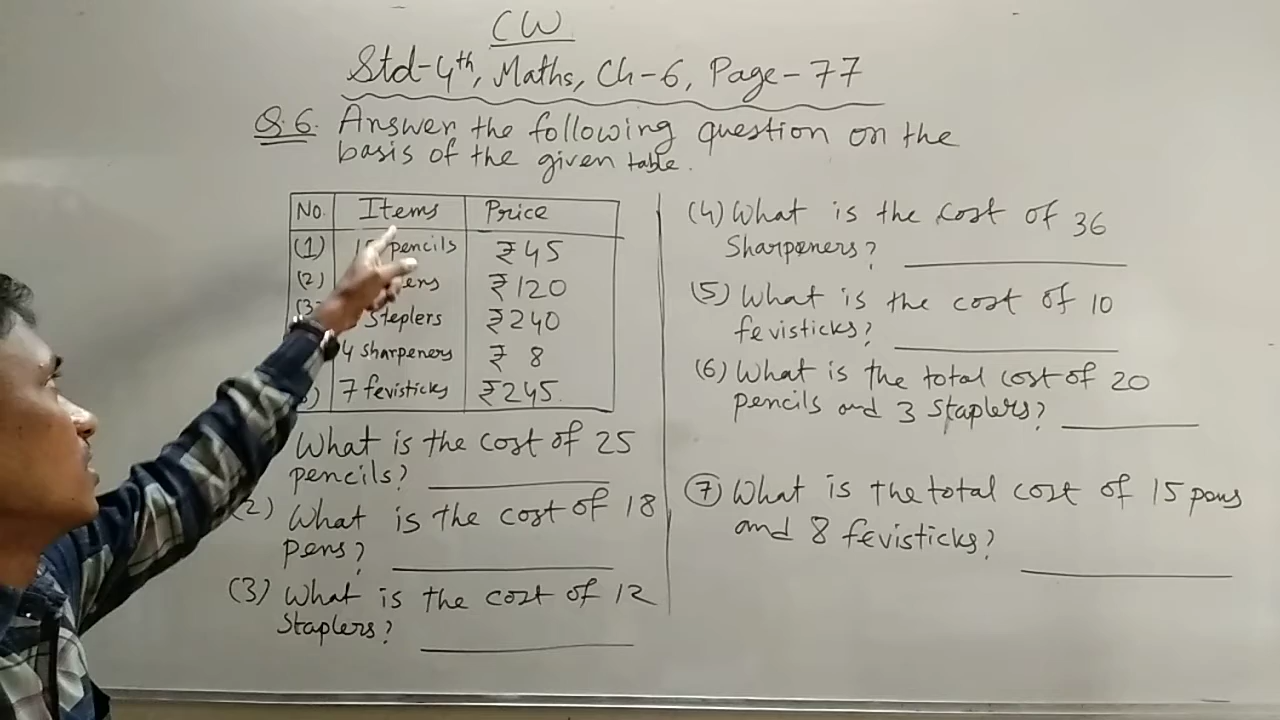 CW
Std-4th, Maths, Ch-6, Page-77
Q.6. Answer the following question on the
basis of the given table.
No. Items Price
(1) pencils ₹45
(2) ens ₹120
(3 Steplers ₹240
4 sharpeners ₹ 8
) 7 fevisticks ₹245.
What is the cost of 25
pencils?
(2) What is the cost of 18
pens?
(3) What is the cost of 12
Staplers?
(4) What is the cost of 36
Sharpeners?
(5) What is the cost of 10
fevisticks?
(6) What is the total cost of 20
pencils and 3 Staplers?
(7) What is the total cost of 15 pens
and 8 fevisticks?